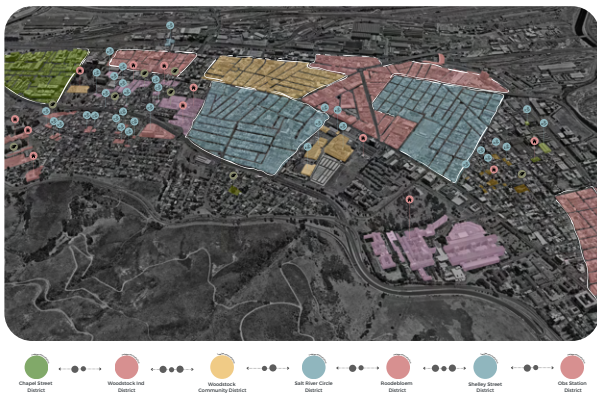 Chapel Street
District
Woodstock Ind
District
Woodstock
Community District
Salt River Circle
District
Roodebloem
District
Shelley Street
District
Obs Station
District